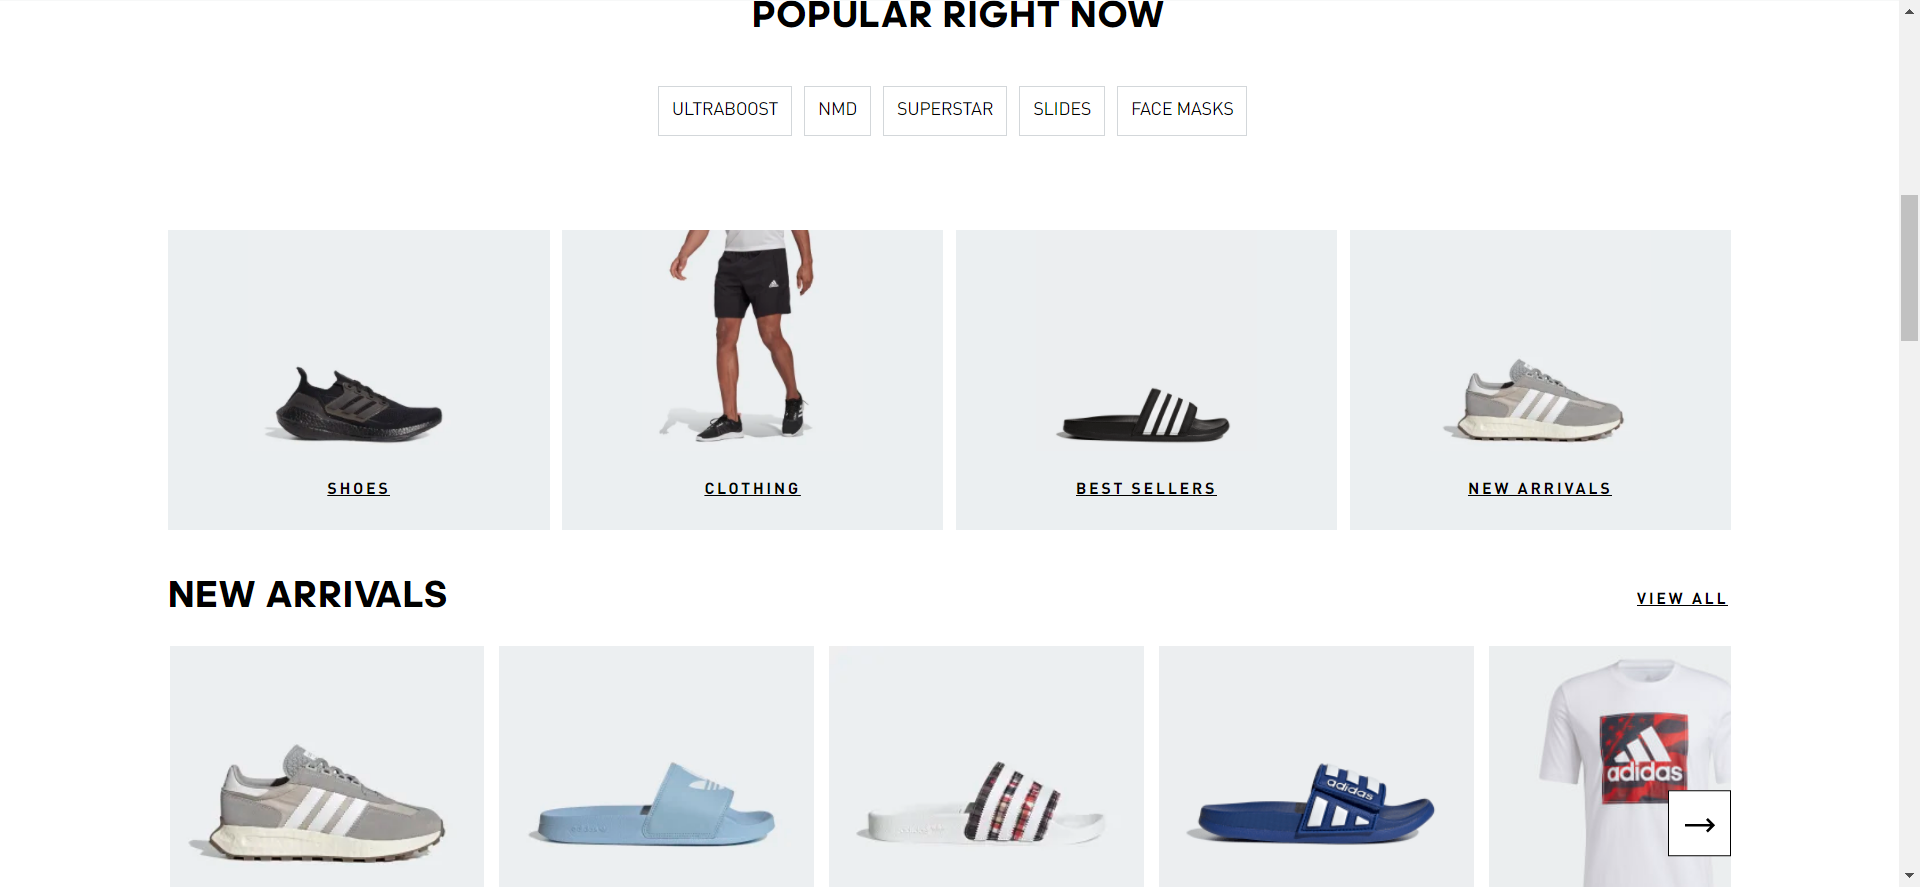 POPULAR RIGHT NOW
ULTRABOOST
NMD
SUPERSTAR
SLIDES
FACE MASKS
SHOES
CLOTHING
BEST SELLERS
NEW ARRIVALS
NEW ARRIVALS
VIEW ALL
adidas
adidas